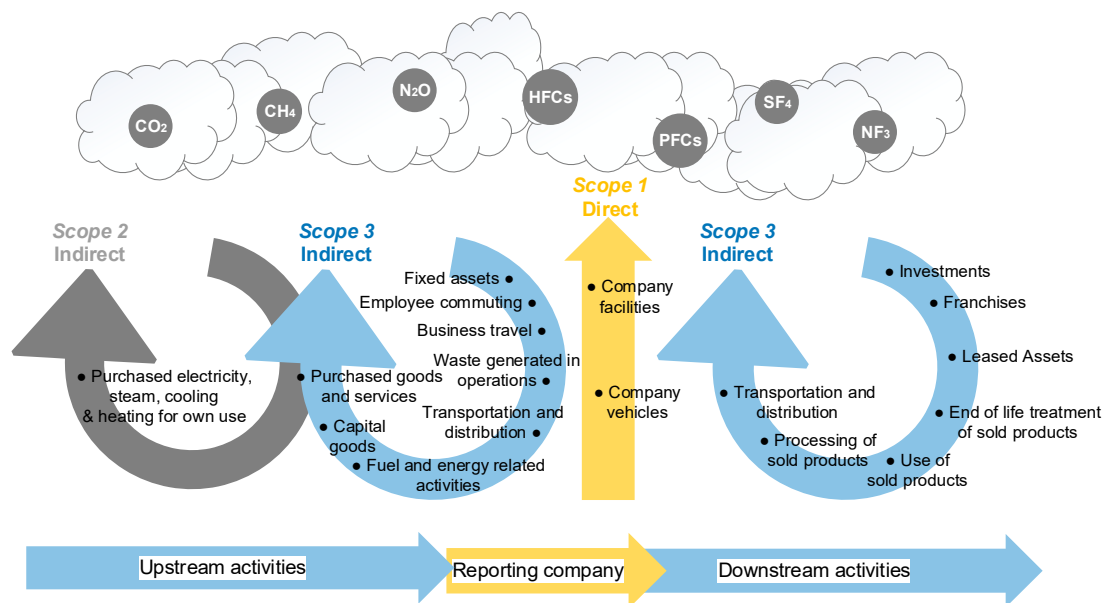 CO₂
CH₄
N₂O
HFCs
PFCs
SF₄
NF₃
Scope 2
Indirect
● Purchased electricity,
steam, cooling
& heating for own use
Scope 3
Indirect
Fixed assets ●
Employee commuting ●
Business travel ●
Waste generated in
operations ●
Transportation and
distribution ●
● Purchased goods
and services
● Capital
goods
● Fuel and energy related
activities
Scope 1
Direct
● Company
facilities
● Company
vehicles
Scope 3
Indirect
● Investments
● Franchises
● Leased Assets
● End of life treatment
of sold products
● Use of
sold products
● Processing of
sold products
● Transportation and
distribution
Upstream activities
Reporting company
Downstream activities